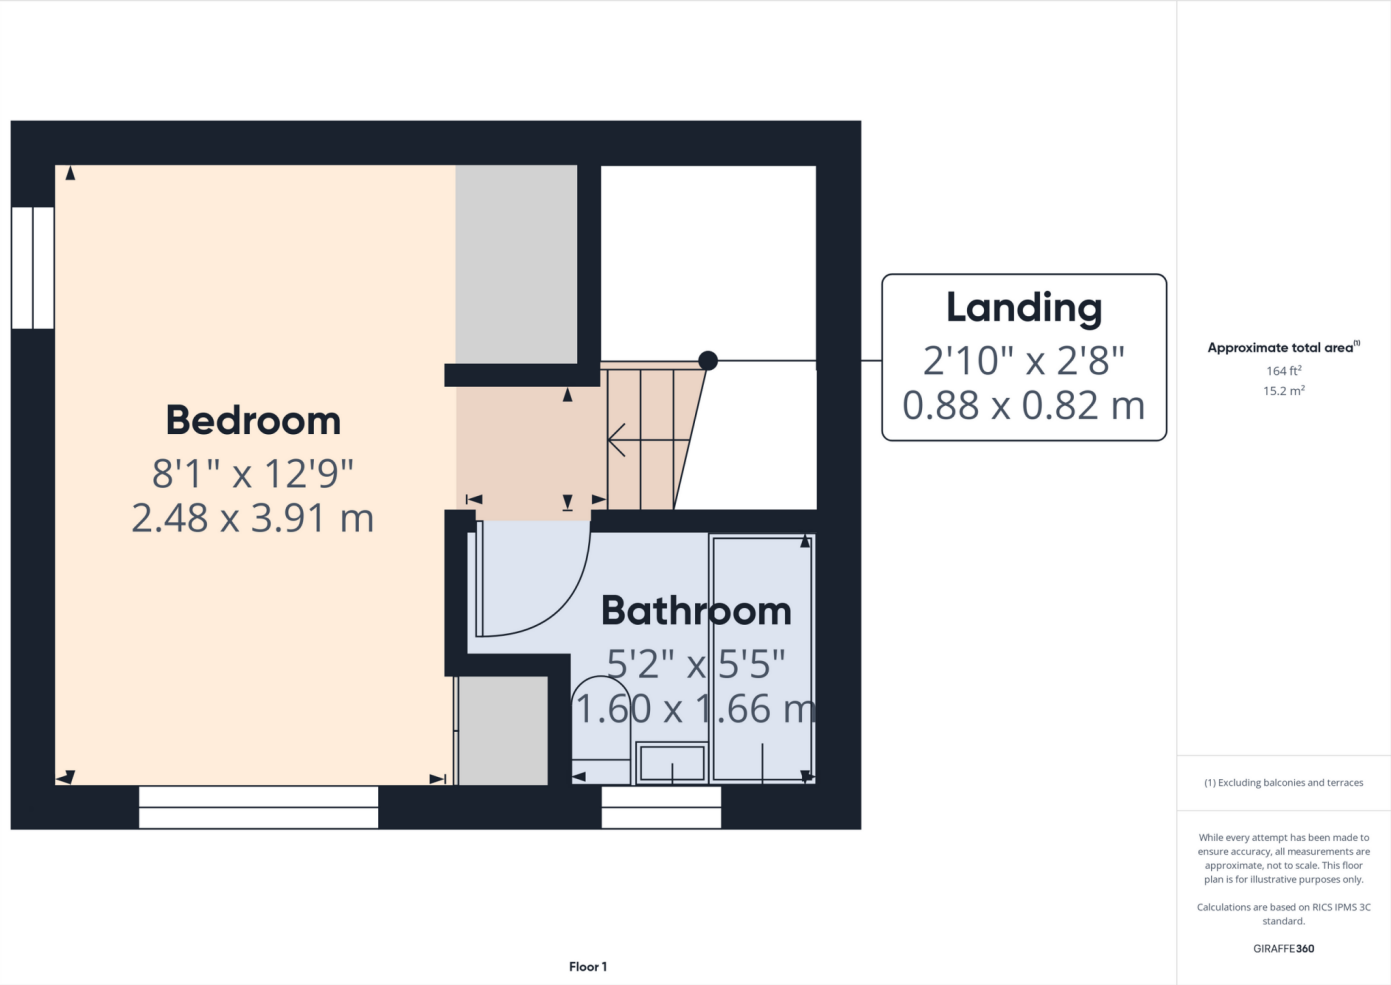 Landing
2'10" x 2'8"
0.88 x 0.82 m
Bedroom
8'1" x 12'9"
2.48 x 3.91 m
Bathroom
5'2" x 5'5"
1.60 x 1.66 m
Floor 1
Approximate total area(1)
164 ft²
15.2 m²
(1) Excluding balconies and terraces
While every attempt has been made to
ensure accuracy, all measurements are
approximate, not to scale. This floor
plan is for illustrative purposes only.
Calculations are based on RICS IPMS 3C
standard.
GIRAFFE360